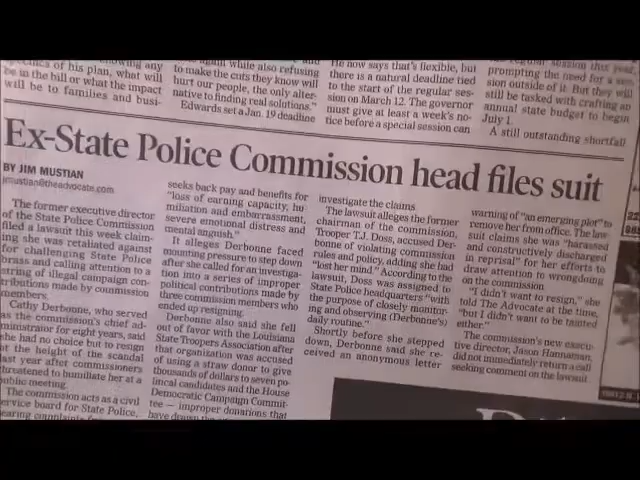 of his plan, what will
be in the bill or what the impact
will be to families and busi-
again while also refusing
to make the cuts they know will
hurt our people, the only alter-
native to finding real solutions."
Edwards set a Jan. 19 deadline
He now says that's flexible, but
there is a natural deadline tied
to the start of the regular ses-
sion on March 12. The governor
must give at least a week's no-
tice before a special session can
regular session this year,
prompting the need for a ses-
sion outside of it. But they will
still be tasked with crafting an
annual state budget to begin
July 1.
A still outstanding shortfall
Ex-State Police Commission head files suit
BY JIM MUSTIAN
jmustian@theadvocate.com
The former executive director
of the State Police Commission
filed a lawsuit this week claim-
ing she was retaliated against
for challenging State Police
brass and calling attention to a
string of illegal campaign con-
tributions made by commission
members.
Cathy Derbonne, who served
as the commission's chief ad-
ministrator for eight years, said
she had no choice but to resign
at the height of the scandal
last year after commissioners
threatened to humiliate her at a
public meeting.
The commission acts as a civil
service board for State Police,
hearing complaints
seeks back pay and benefits for
"loss of earning capacity, hu
miliation and embarrassment,
severe emotional distress and
mental anguish."
It alleges Derbonne faced
mounting pressure to step down
after she called for an investiga-
tion into a series of improper
political contributions made by
three commission members who
ended up resigning.
Derbonne also said she fell
out of favor with the Louisiana
State Troopers Association after
that organization was accused
of using a straw donor to give
thousands of dollars to seven po-
litical candidates and the House
Democratic Campaign Commit-
tee — improper donations that
have drawn the
investigate the claims
The lawsuit alleges the former
chairman of the commission,
Trooper T.J. Doss, accused Der-
bonne of violating commission
rules and policy, adding she had
"lost her mind." According to the
lawsuit, Doss was assigned to
State Police headquarters "with
the purpose of closely monitor-
ing and observing (Derbonne's)
daily routine."
Shortly before she stepped
down, Derbonne said she re-
ceived an anonymous letter
warning of "an emerging plot" to
remove her from office. The law
suit claims she was "harassed
and constructively discharged
in reprisal" for her efforts to
draw attention to wrongdoing
on the commission
"I didn't want to resign," she
told The Advocate at the time,
"but I didn't want to be tainted
either."
The commission's new execu-
tive director, Jason Hannaman,
did not immediately return a call
seeking comment on the lawsuit